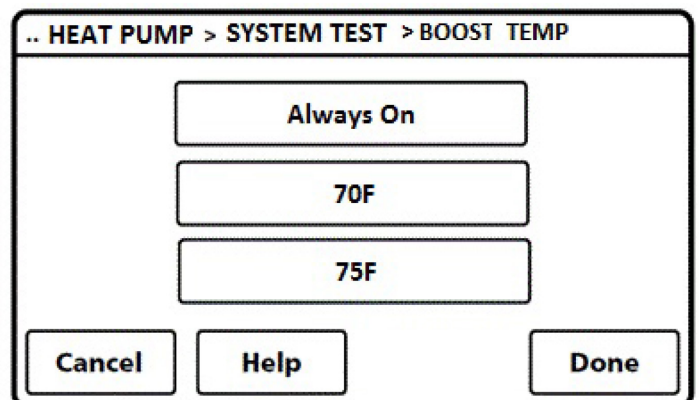 .. HEAT PUMP > SYSTEM TEST > BOOST TEMP
Always On
70F
75F
Cancel Help Done